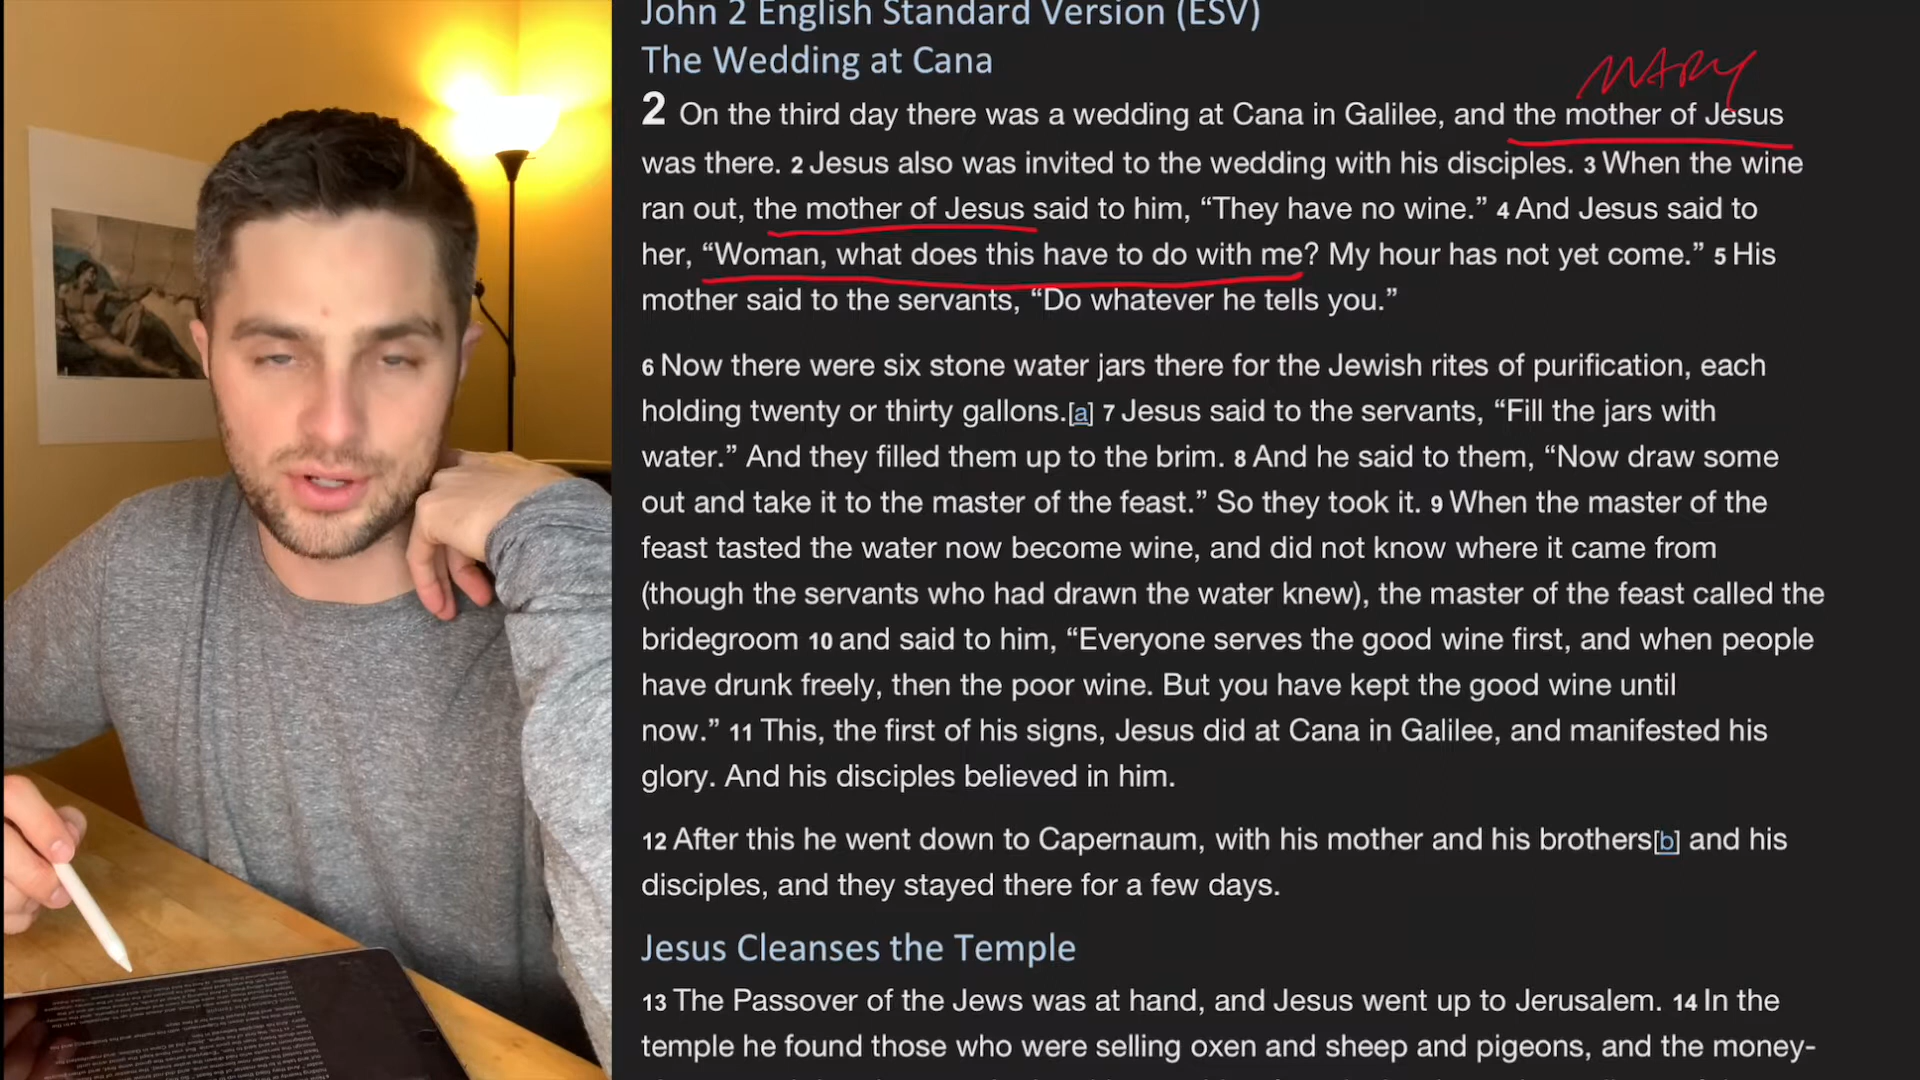 John 2 English Standard Version (ESV)
The Wedding at Cana
MARY
2 On the third day there was a wedding at Cana in Galilee, and the mother of Jesus
was there. 2 Jesus also was invited to the wedding with his disciples. 3 When the wine
ran out, the mother of Jesus said to him, “They have no wine.” 4 And Jesus said to
her, “Woman, what does this have to do with me? My hour has not yet come.” 5 His
mother said to the servants, “Do whatever he tells you.”
6 Now there were six stone water jars there for the Jewish rites of purification, each
holding twenty or thirty gallons.[a] 7 Jesus said to the servants, “Fill the jars with
water.” And they filled them up to the brim. 8 And he said to them, “Now draw some
out and take it to the master of the feast.” So they took it. 9 When the master of the
feast tasted the water now become wine, and did not know where it came from
(though the servants who had drawn the water knew), the master of the feast called the
bridegroom 10 and said to him, “Everyone serves the good wine first, and when people
have drunk freely, then the poor wine. But you have kept the good wine until
now.” 11 This, the first of his signs, Jesus did at Cana in Galilee, and manifested his
glory. And his disciples believed in him.
12 After this he went down to Capernaum, with his mother and his brothers[b] and his
disciples, and they stayed there for a few days.
Jesus Cleanses the Temple
13 The Passover of the Jews was at hand, and Jesus went up to Jerusalem. 14 In the
temple he found those who were selling oxen and sheep and pigeons, and the money-